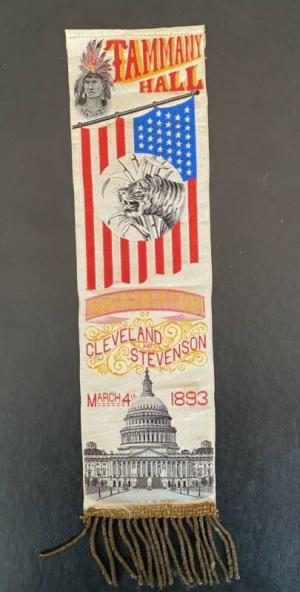 TAMMANY
HALL
INAUGURATION
OF
CLEVELAND AND
STEVENSON
MARCH 4th 1893